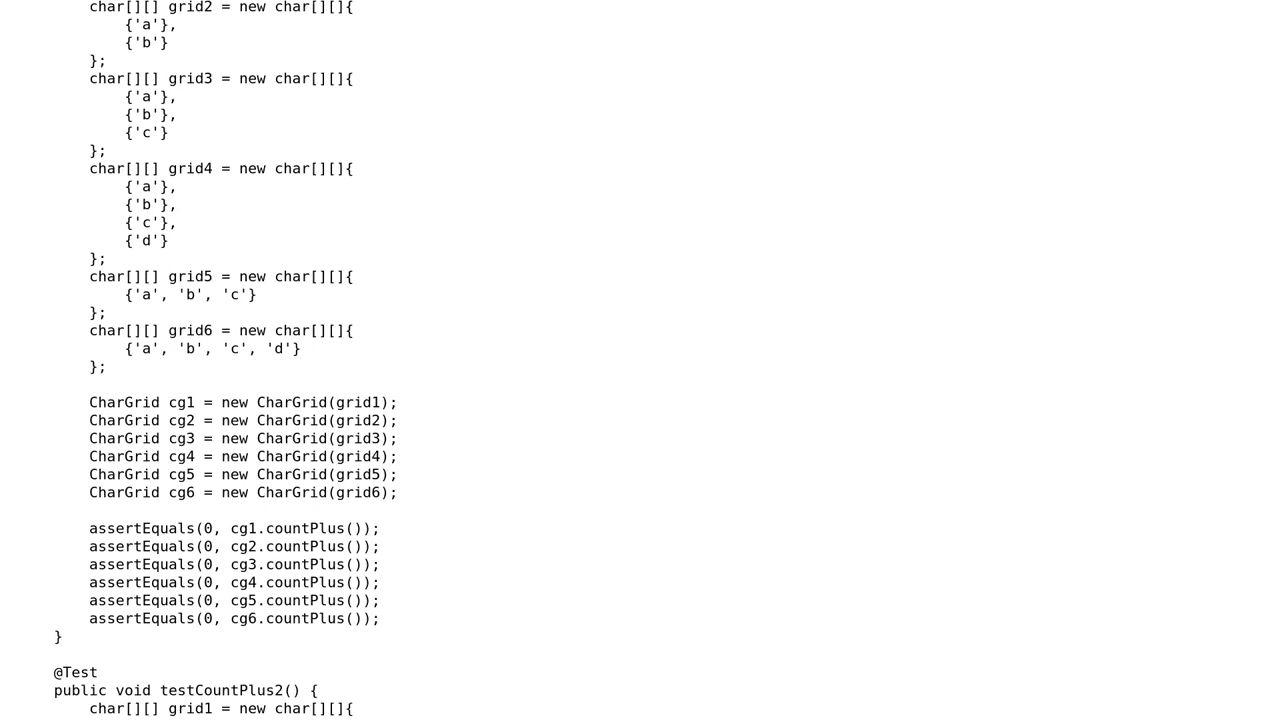 char[][] grid2 = new char[][]{
{'a'},
{'b'}
};
char[][] grid3 = new char[][]{
{'a'},
{'b'},
{'c'}
};
char[][] grid4 = new char[][]{
{'a'},
{'b'},
{'c'},
{'d'}
};
char[][] grid5 = new char[][]{
{'a', 'b', 'c'}
};
char[][] grid6 = new char[][]{
{'a', 'b', 'c', 'd'}
};
CharGrid cg1 = new CharGrid(grid1);
CharGrid cg2 = new CharGrid(grid2);
CharGrid cg3 = new CharGrid(grid3);
CharGrid cg4 = new CharGrid(grid4);
CharGrid cg5 = new CharGrid(grid5);
CharGrid cg6 = new CharGrid(grid6);
assertEquals(0, cg1.countPlus());
assertEquals(0, cg2.countPlus());
assertEquals(0, cg3.countPlus());
assertEquals(0, cg4.countPlus());
assertEquals(0, cg5.countPlus());
assertEquals(0, cg6.countPlus());
}
@Test
public void testCountPlus2() {
char[][] grid1 = new char[][]{